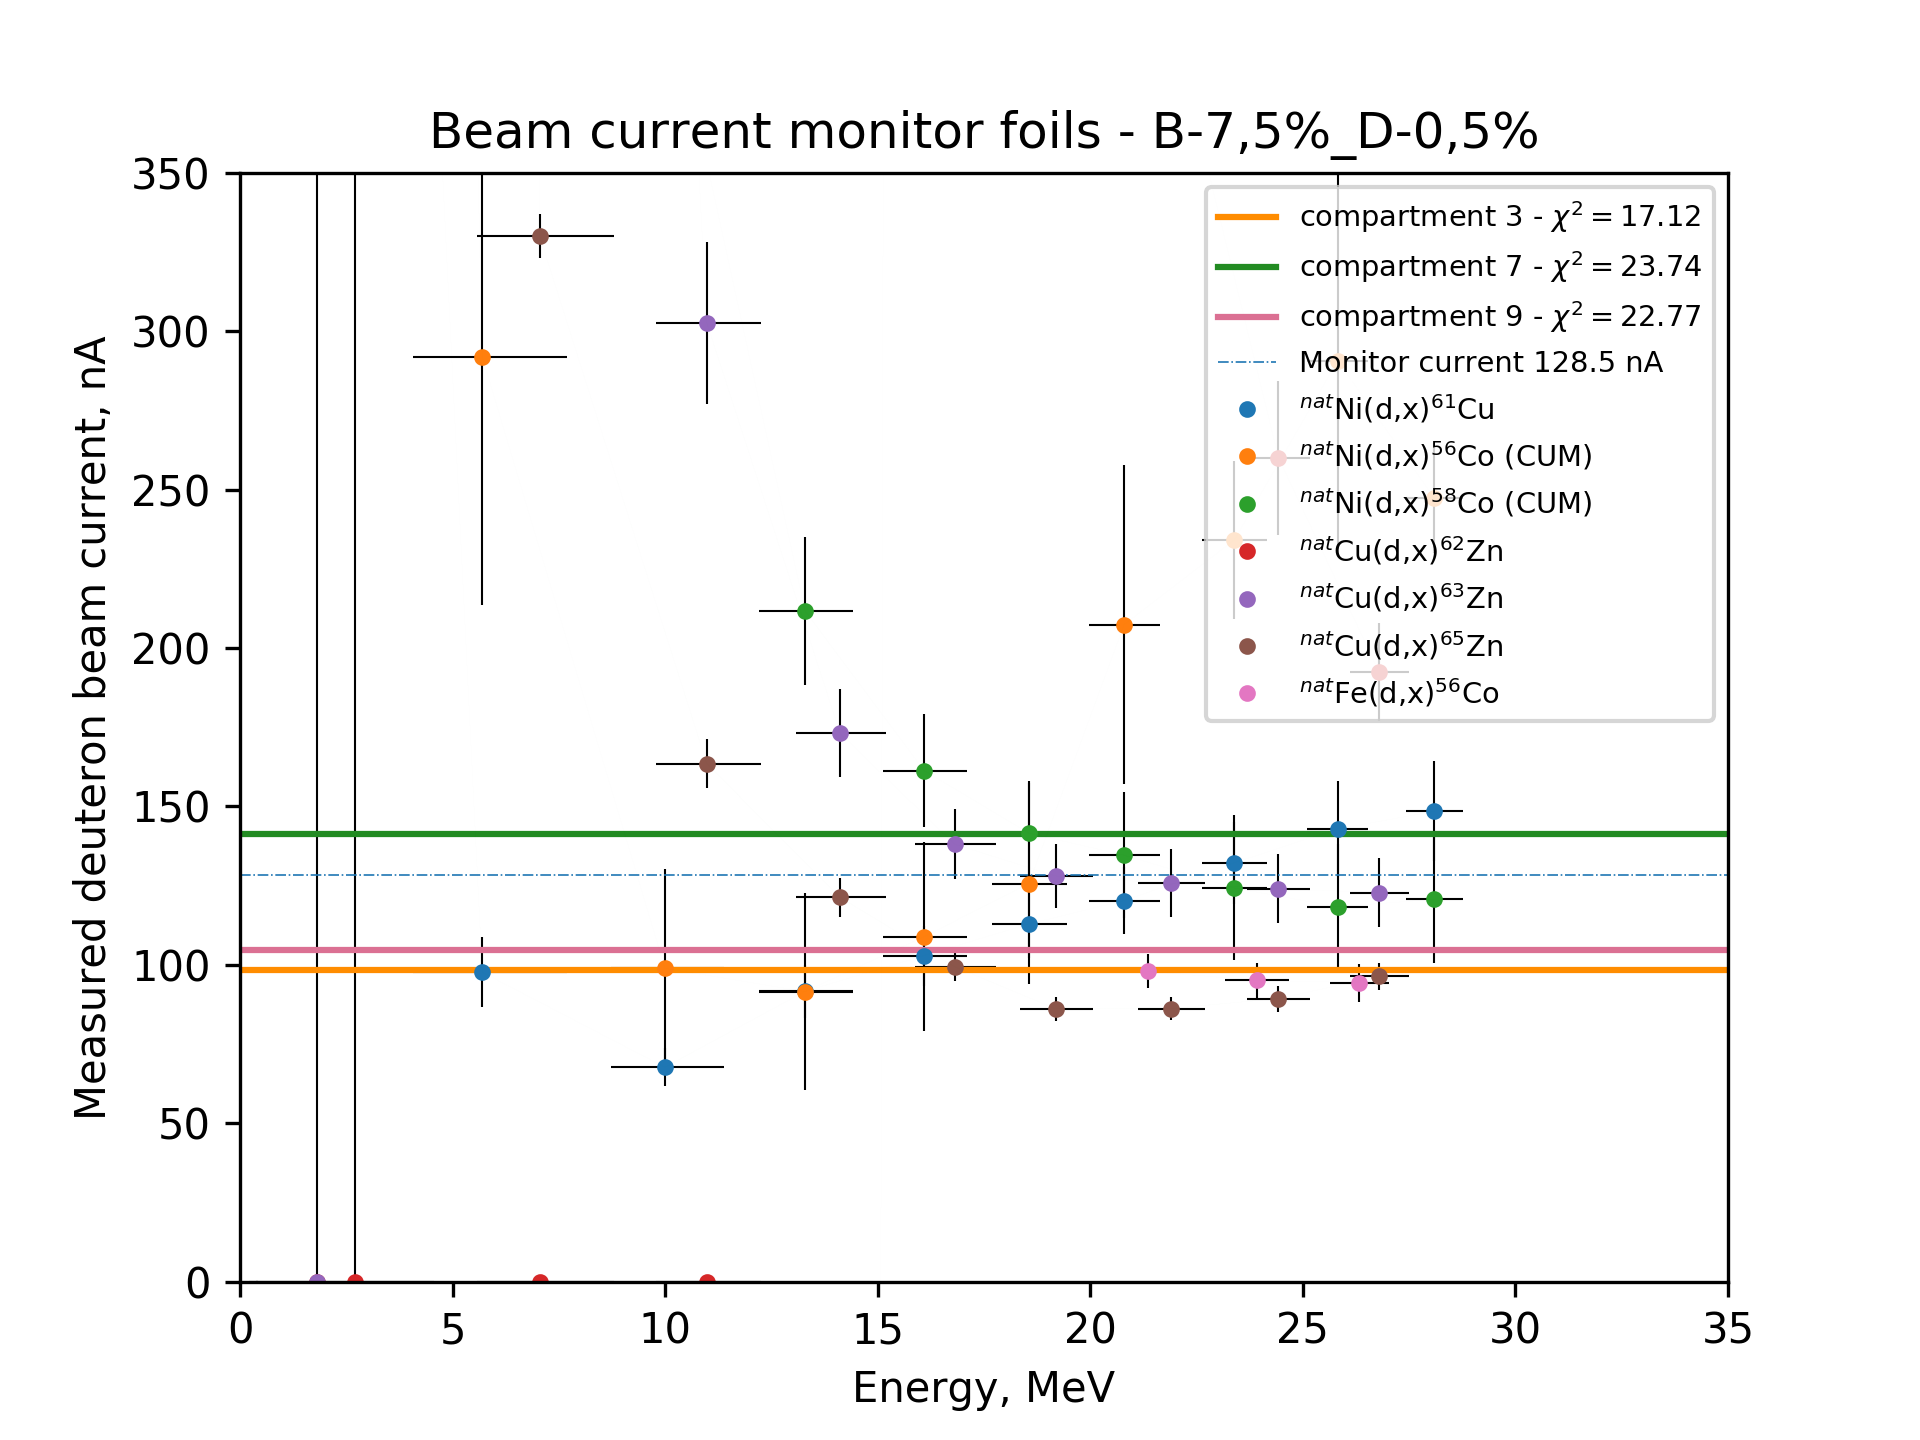 Beam current monitor foils - B-7,5%_D-0,5%
Measured deuteron beam current, nA
350
300
250
200
150
100
50
0
compartment 3 - χ² = 17.12
compartment 7 - χ² = 23.74
compartment 9 - χ² = 22.77
Monitor current 128.5 nA
ⁿᵃᵗNi(d,x)⁶¹Cu
ⁿᵃᵗNi(d,x)⁵⁶Co (CUM)
ⁿᵃᵗNi(d,x)⁵⁸Co (CUM)
ⁿᵃᵗCu(d,x)⁶²Zn
ⁿᵃᵗCu(d,x)⁶³Zn
ⁿᵃᵗCu(d,x)⁶⁵Zn
ⁿᵃᵗFe(d,x)⁵⁶Co
0 5 10 15 20 25 30 35
Energy, MeV